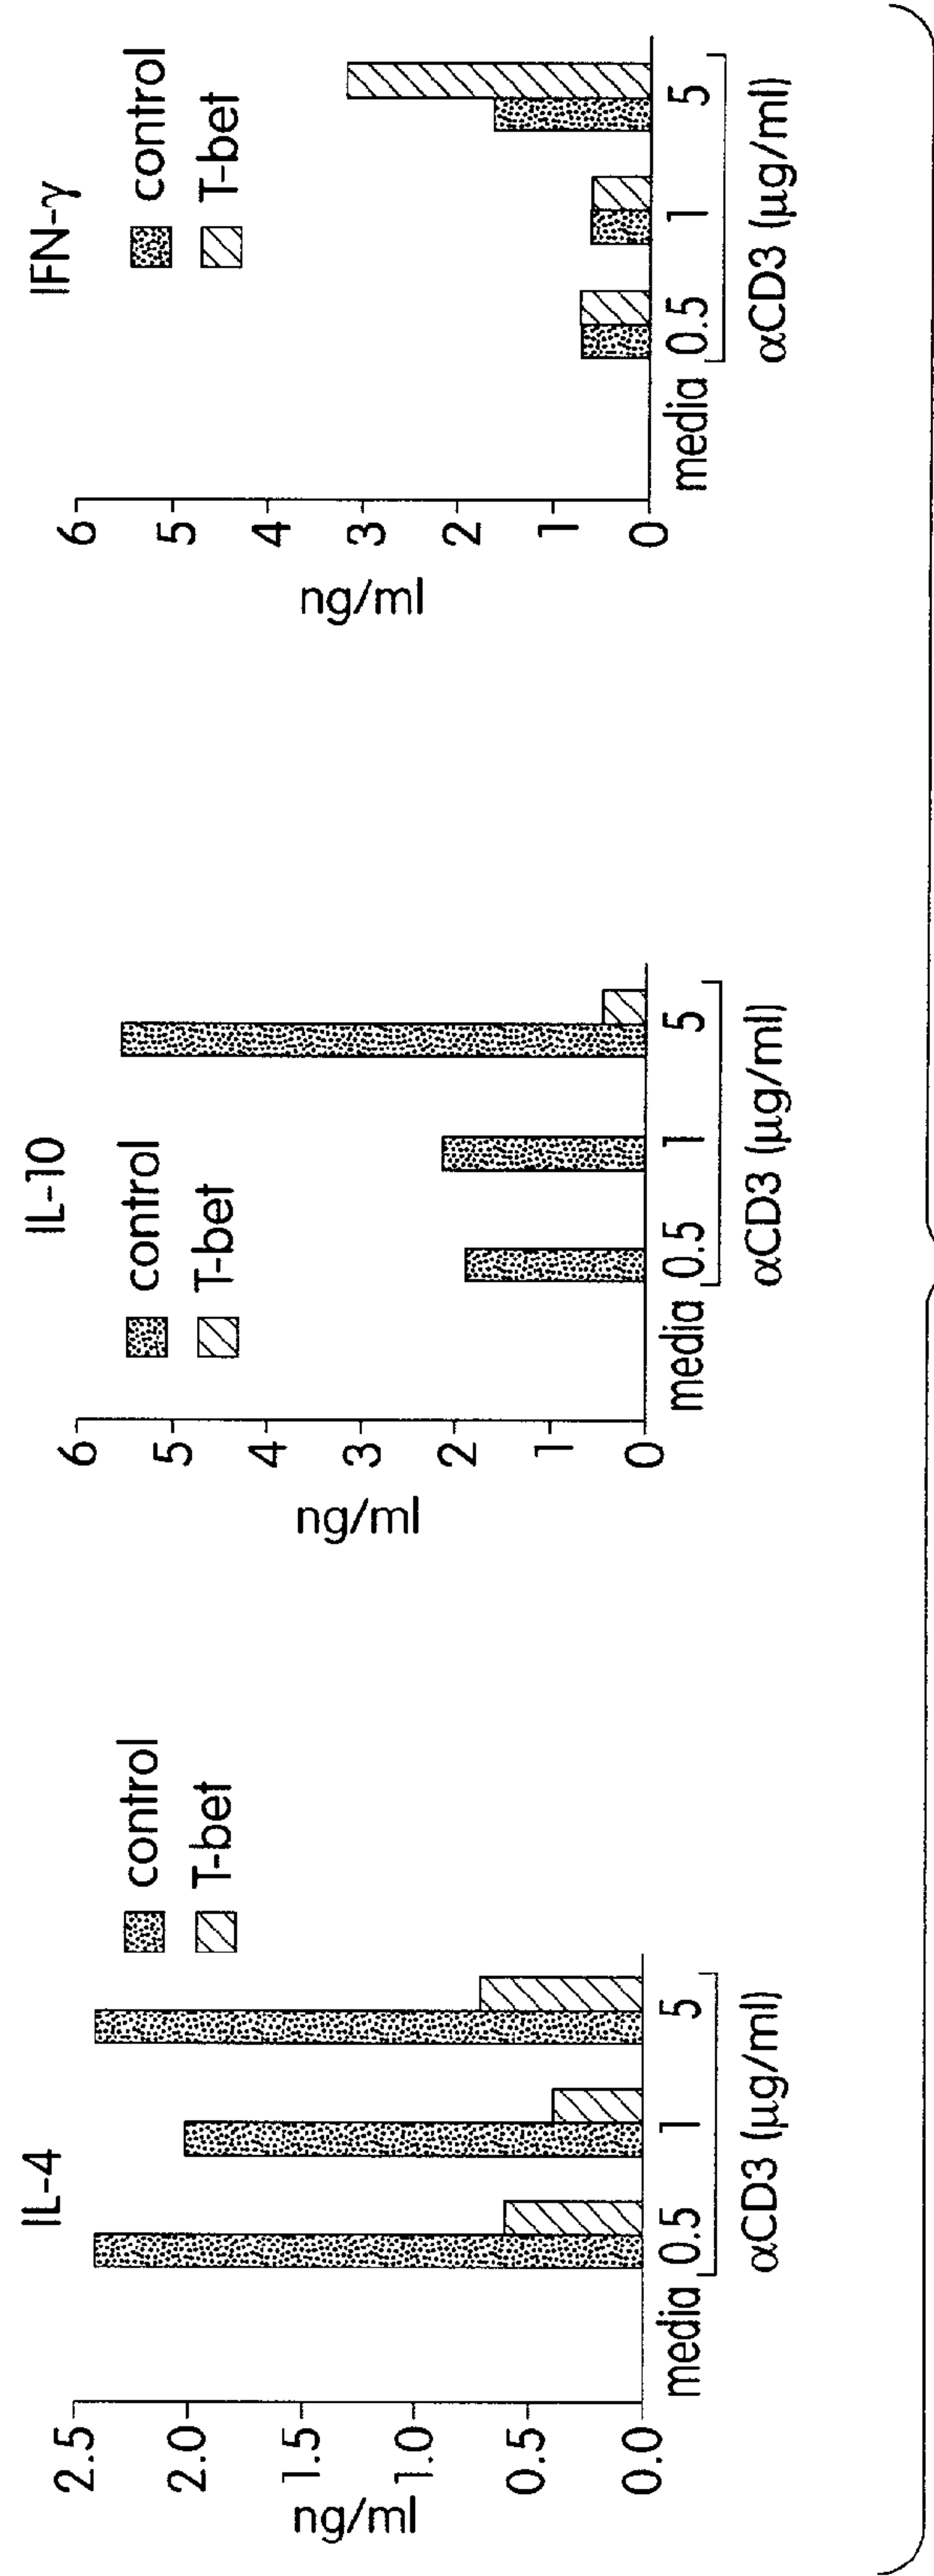 IL-4
control
T-bet
2.5
2.0
1.5
1.0
0.5
0.0
ng/ml
media 0.5 1 5
αCD3 (µg/ml)
IL-10
control
T-bet
6
5
4
3
2
1
0
ng/ml
media 0.5 1 5
αCD3 (µg/ml)
IFN-γ
control
T-bet
6
5
4
3
2
1
0
ng/ml
media 0.5 1 5
αCD3 (µg/ml)